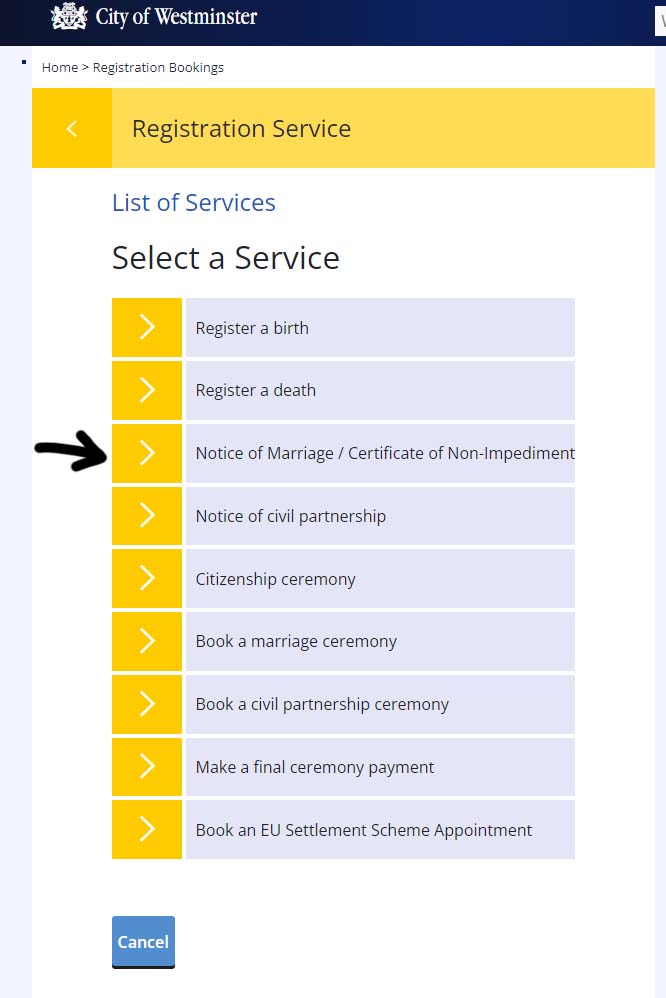 City of Westminster
Home > Registration Bookings
Registration Service
List of Services
Select a Service
Register a birth
Register a death
Notice of Marriage / Certificate of Non-Impediment
Notice of civil partnership
Citizenship ceremony
Book a marriage ceremony
Book a civil partnership ceremony
Make a final ceremony payment
Book an EU Settlement Scheme Appointment
Cancel